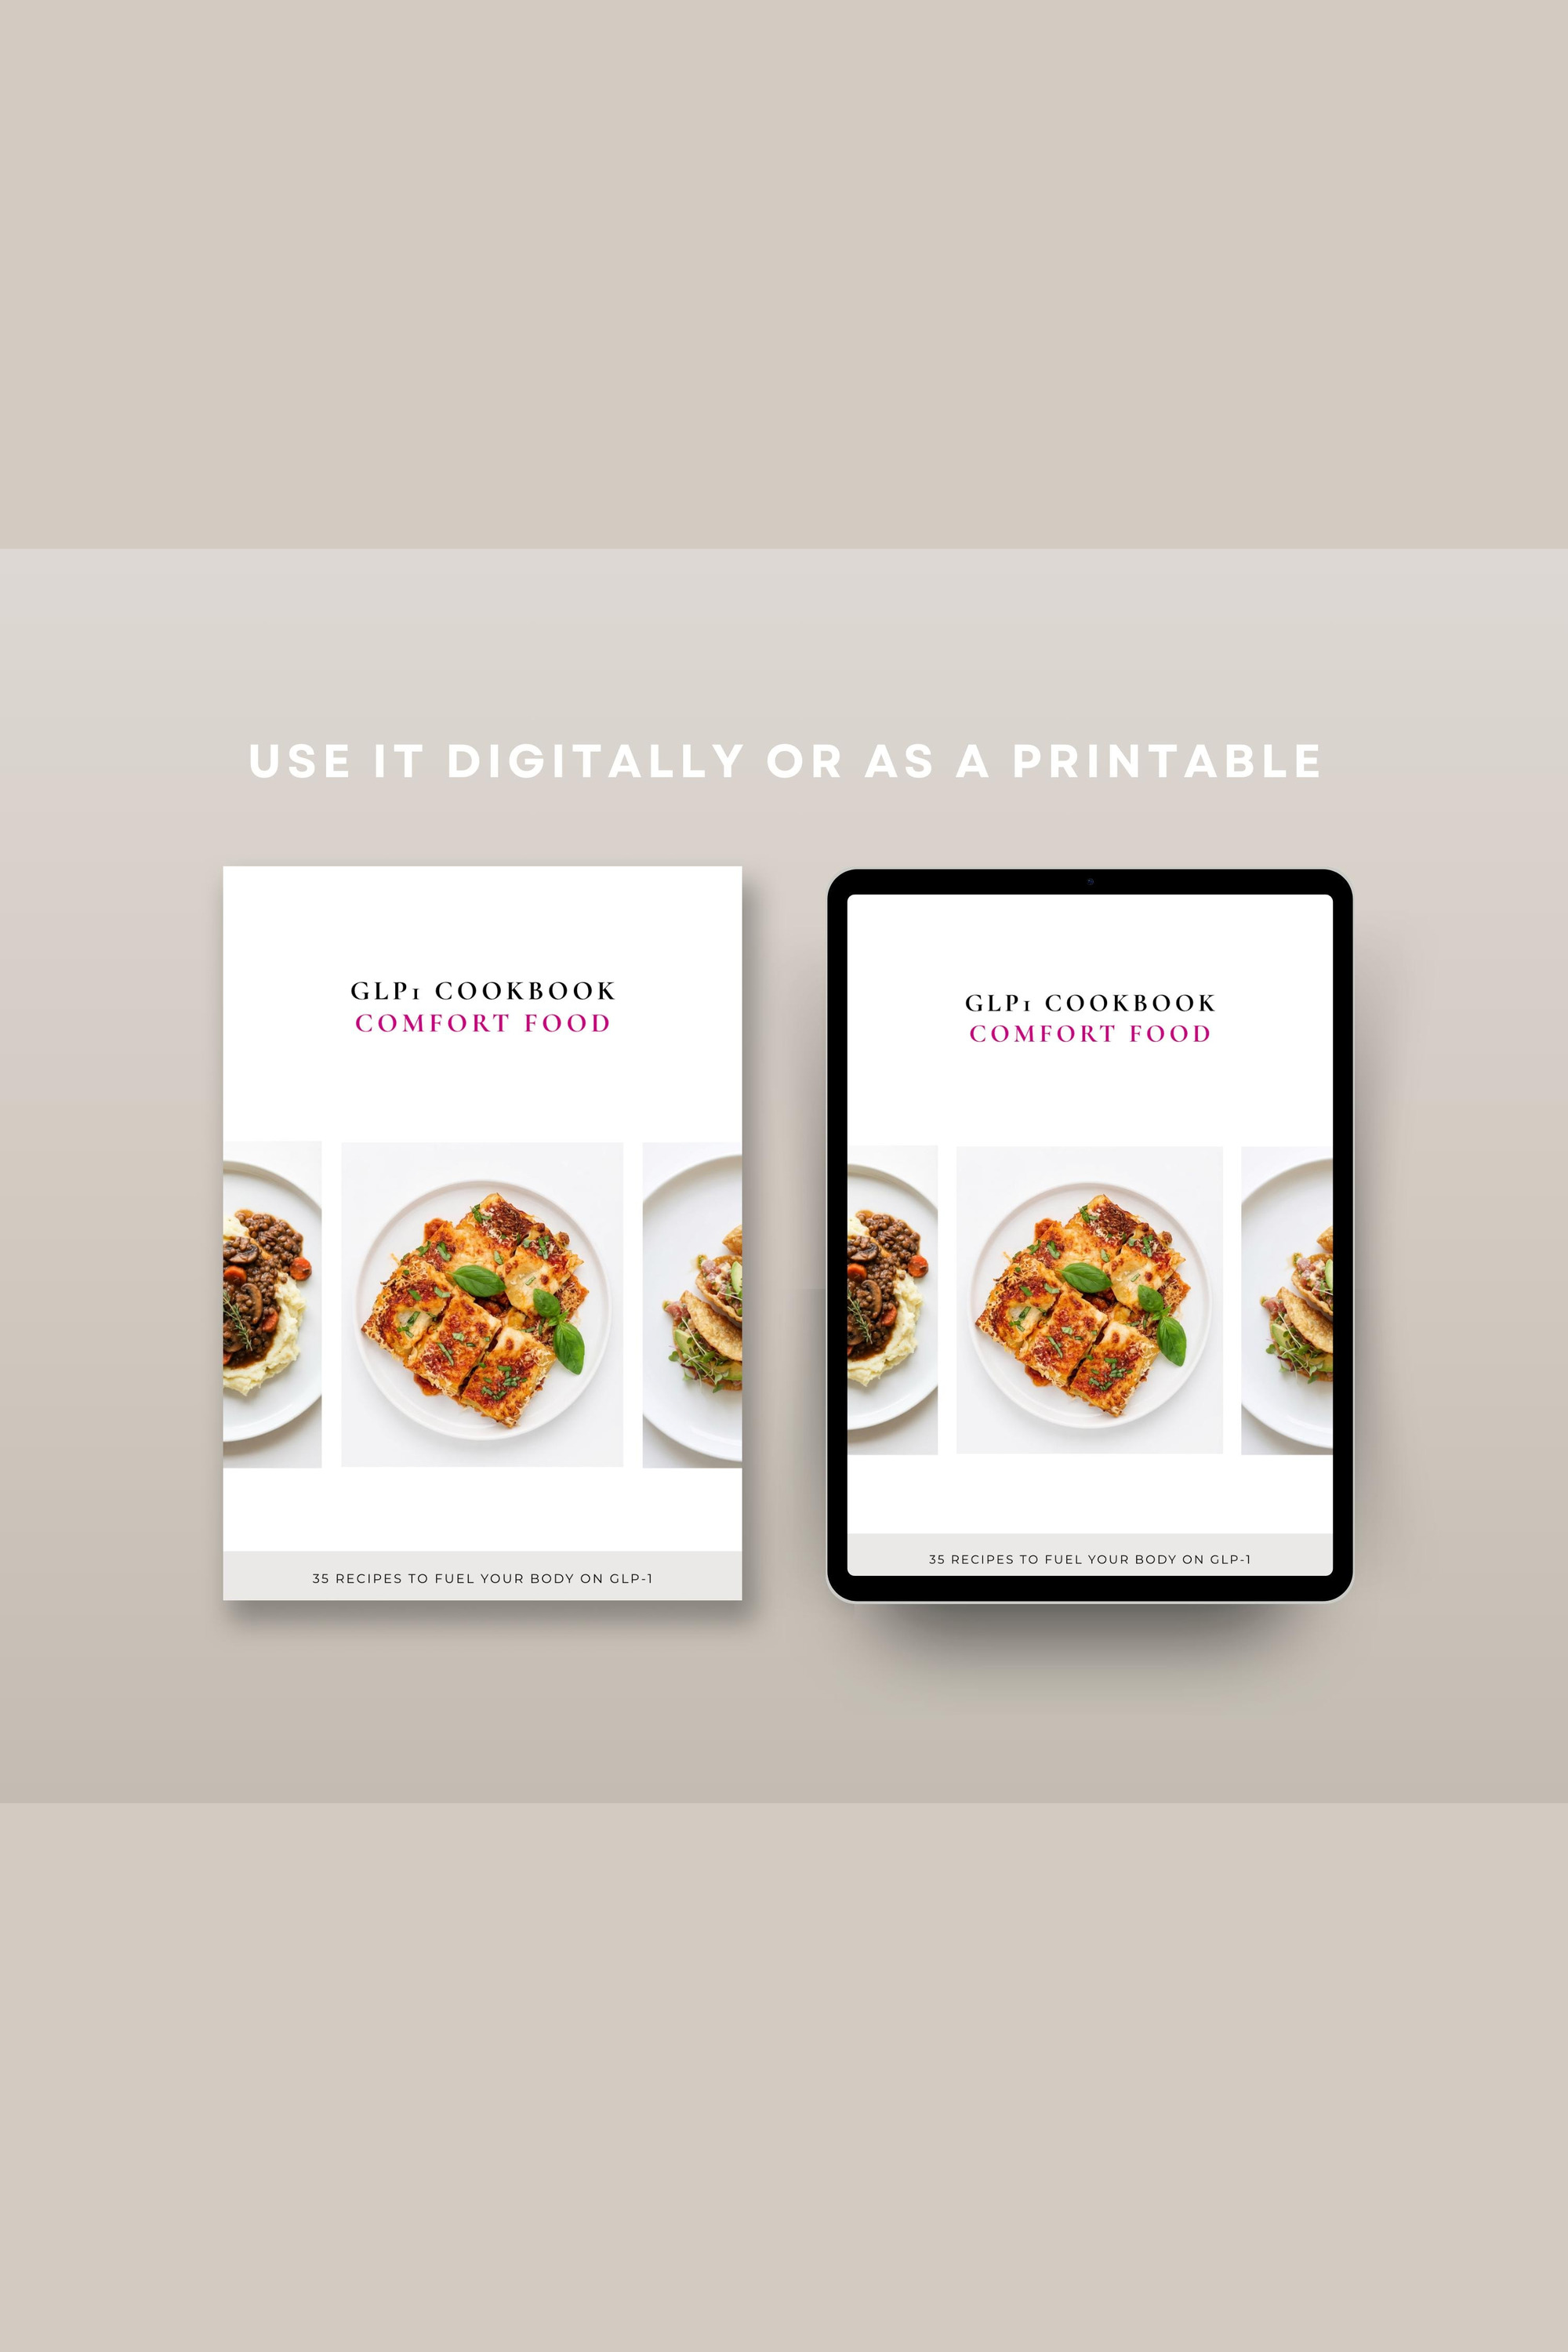 USE IT DIGITALLY OR AS A PRINTABLE
GLP1 COOKBOOK
COMFORT FOOD
35 RECIPES TO FUEL YOUR BODY ON GLP-1
GLP1 COOKBOOK
COMFORT FOOD
35 RECIPES TO FUEL YOUR BODY ON GLP-1